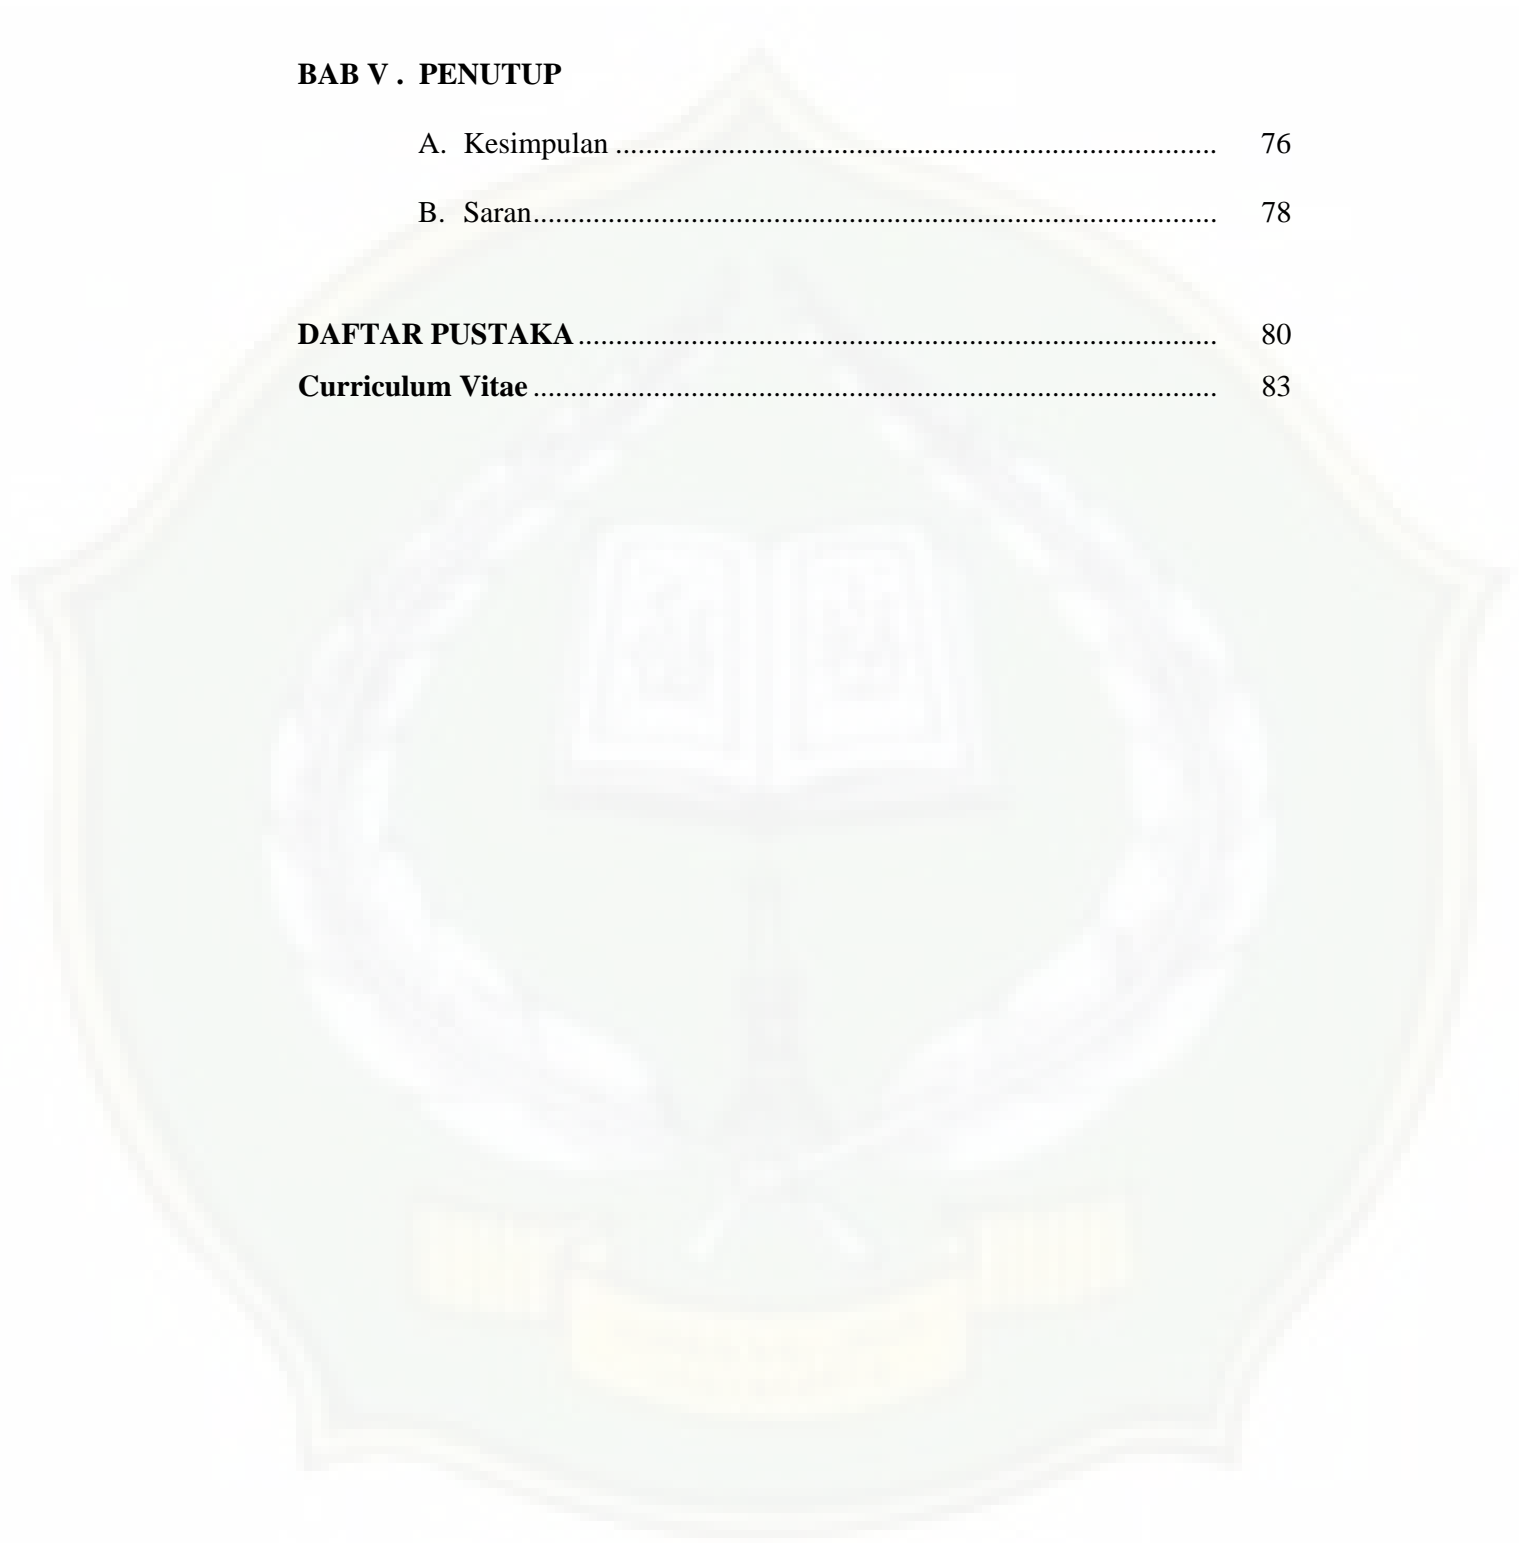 BAB V . PENUTUP
A. Kesimpulan ................................................................................ 76
B. Saran........................................................................................... 78
DAFTAR PUSTAKA..................................................................................... 80
Curriculum Vitae ........................................................................................... 83